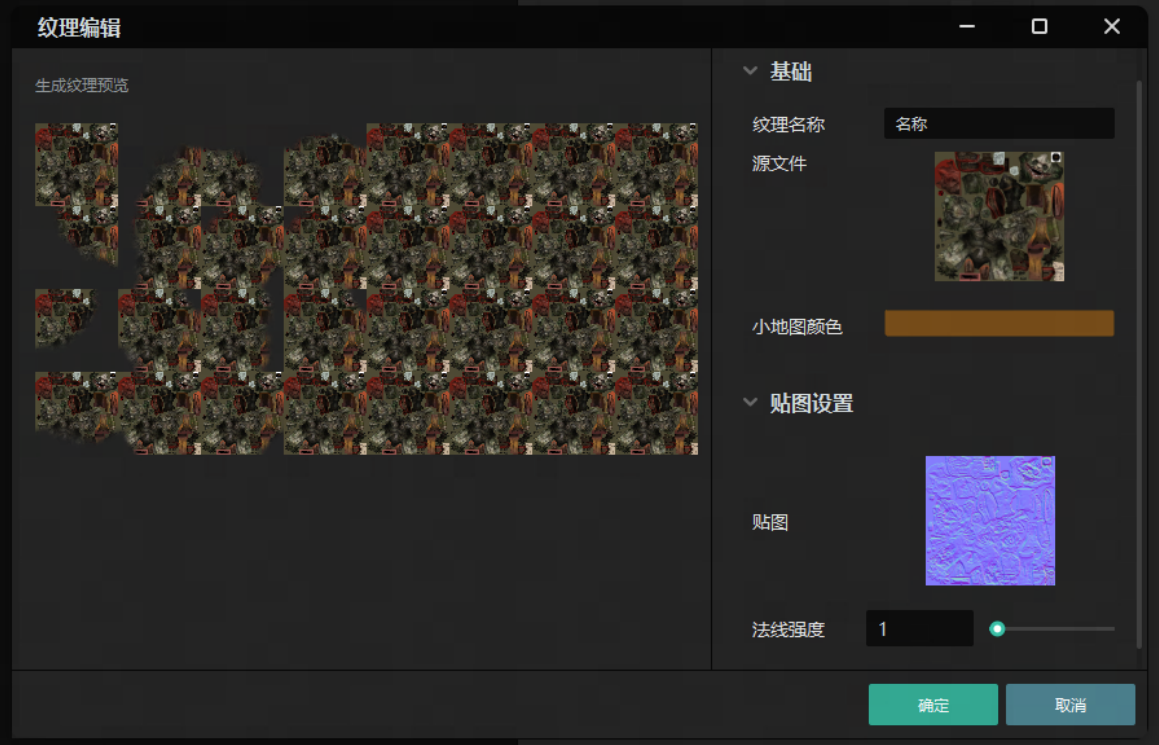 纹理编辑
生成纹理预览
基础
纹理名称
名称
源文件
小地图颜色
贴图设置
贴图
法线强度
1
确定
取消